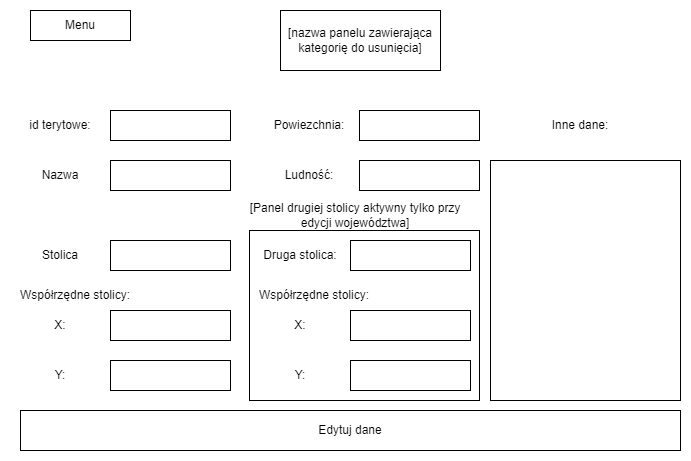 Menu
[nazwa panelu zawierająca
kategorię do usunięcia]
id terytowe:
Powiezchnia:
Inne dane:
Nazwa
Ludność:
[Panel drugiej stolicy aktywny tylko przy
edycji województwa]
Stolica
Druga stolica:
Współrzędne stolicy:
Współrzędne stolicy:
X:
X:
Y:
Y:
Edytuj dane